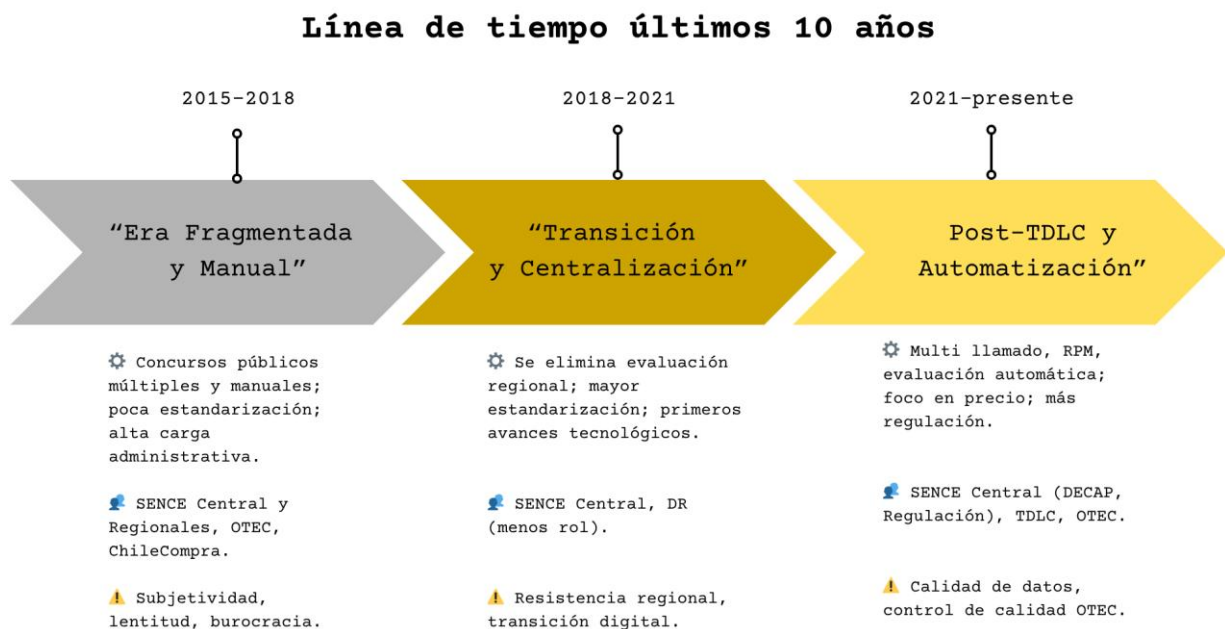 Línea de tiempo últimos 10 años
2015-2018
2018-2021
2021-presente
“Era Fragmentada
y Manual”
“Transición
y Centralización”
Post-TDLC y
Automatización”
Concursos públicos
múltiples y manuales;
poca estandarización;
alta carga
administrativa.
SENCE Central y
Regionales, OTEC,
ChileCompra.
Subjetividad,
lentitud, burocracia.
Se elimina evaluación
regional; mayor
estandarización; primeros
avances tecnológicos.
SENCE Central, DR
(menos rol).
Resistencia regional,
transición digital.
Multi llamado, RPM,
evaluación automática;
foco en precio; más
regulación.
SENCE Central (DECAP,
Regulación), TDLC, OTEC.
Calidad de datos,
control de calidad OTEC.